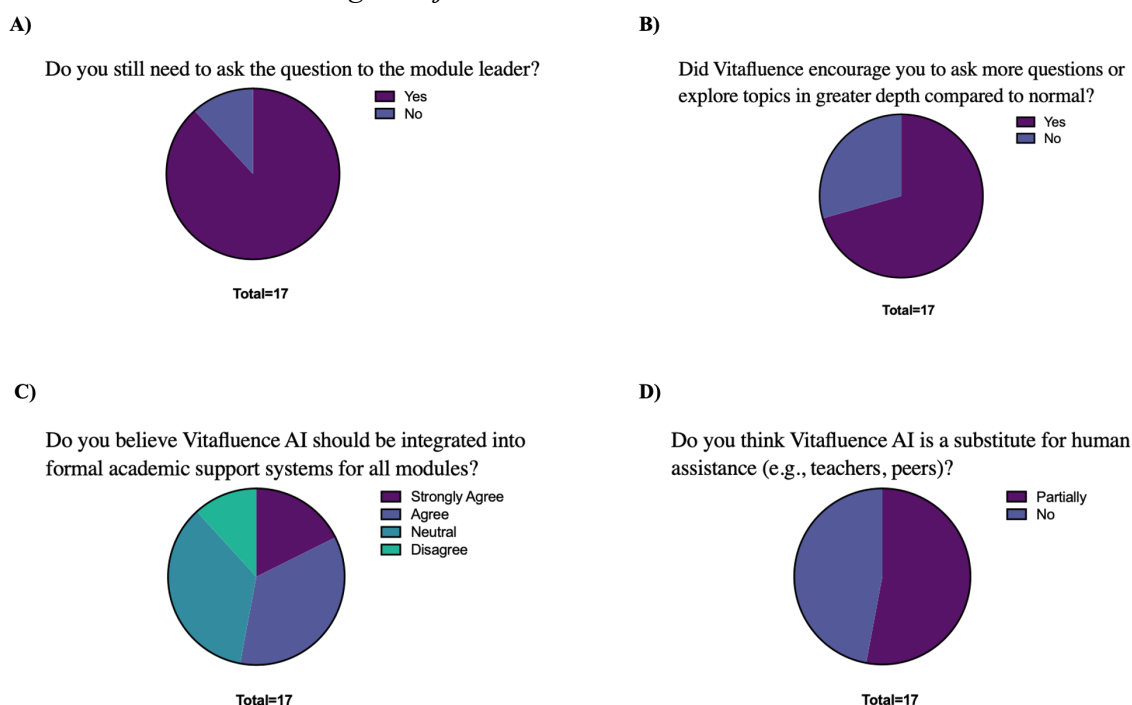 A)
Do you still need to ask the question to the module leader?
Yes
No
Total=17
B)
Did Vitafluence encourage you to ask more questions or
explore topics in greater depth compared to normal?
Yes
No
Total=17
C)
Do you believe Vitafluence AI should be integrated into
formal academic support systems for all modules?
Strongly Agree
Agree
Neutral
Disagree
Total=17
D)
Do you think Vitafluence AI is a substitute for human
assistance (e.g., teachers, peers)?
Partially
No
Total=17